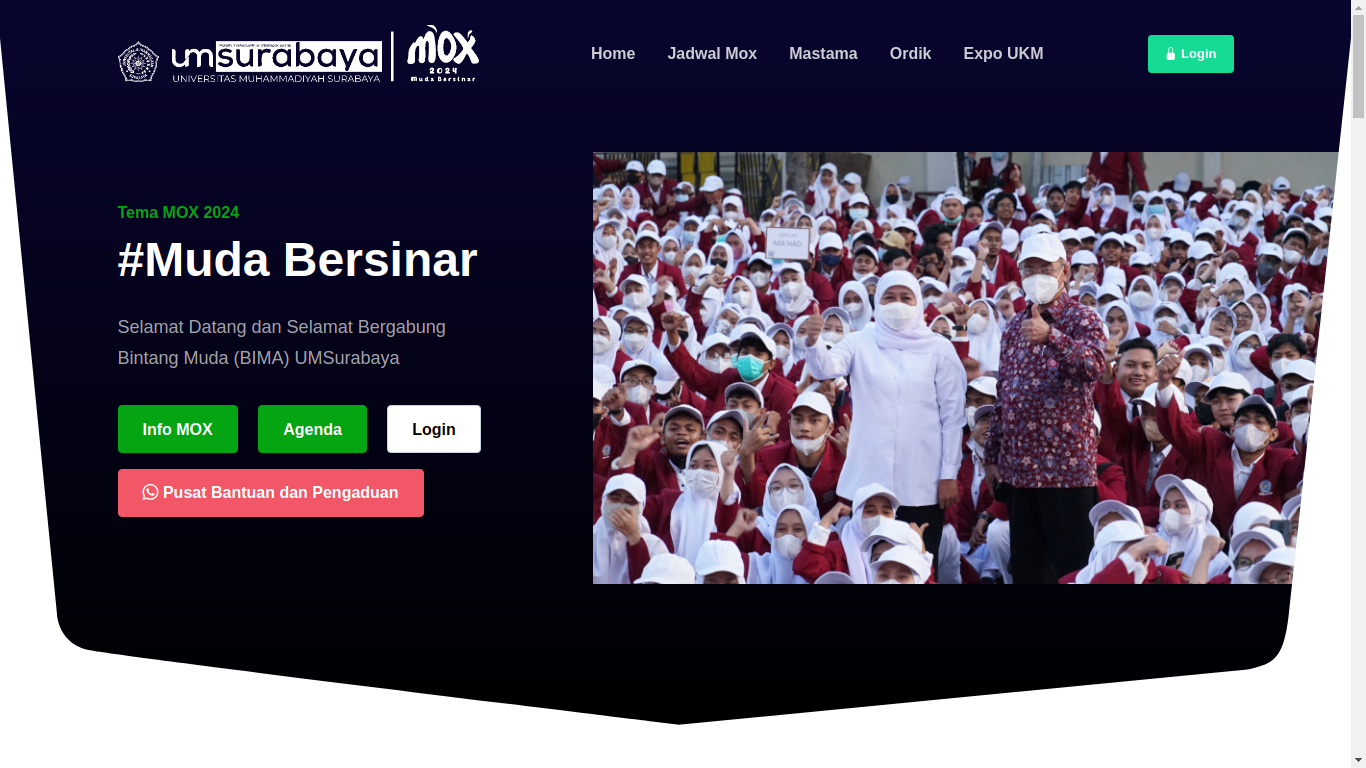 umsurabaya
UNIVERSITAS MUHAMMADIYAH SURABAYA
MOX
2024
Muda Bersinar
Home
Jadwal Mox
Mastama
Ordik
Expo UKM
Login
Tema MOX 2024
#Muda Bersinar
Selamat Datang dan Selamat Bergabung
Bintang Muda (BIMA) UMSurabaya
Info MOX
Agenda
Login
Pusat Bantuan dan Pengaduan
MA'HAD